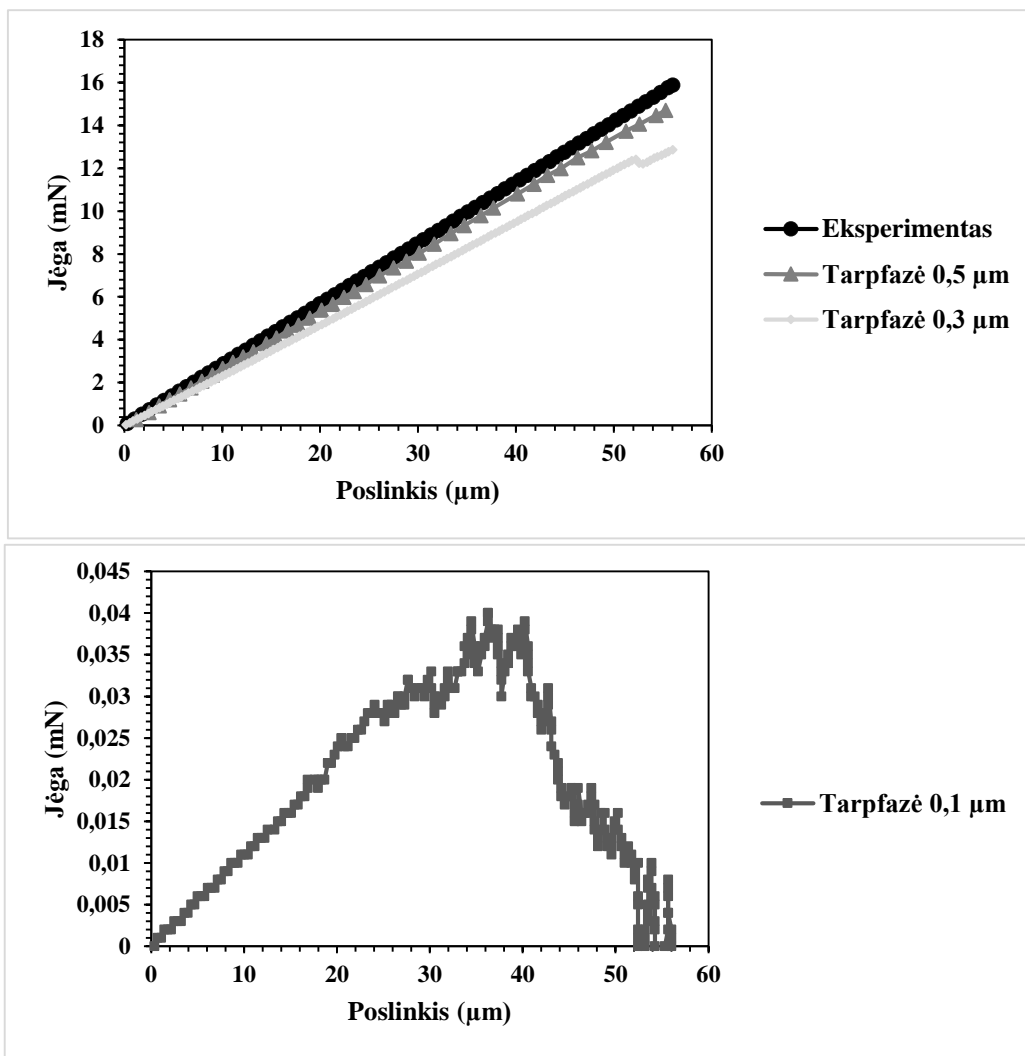 18
16
14
12
10
8
6
4
2
0
0 10 20 30 40 50 60
Jėga (mN)
Poslinkis (µm)
Eksperimentas
Tarpfazė 0,5 µm
Tarpfazė 0,3 µm
0,045
0,04
0,035
0,03
0,025
0,02
0,015
0,01
0,005
0
0 10 20 30 40 50 60
Jėga (mN)
Poslinkis (µm)
Tarpfazė 0,1 µm